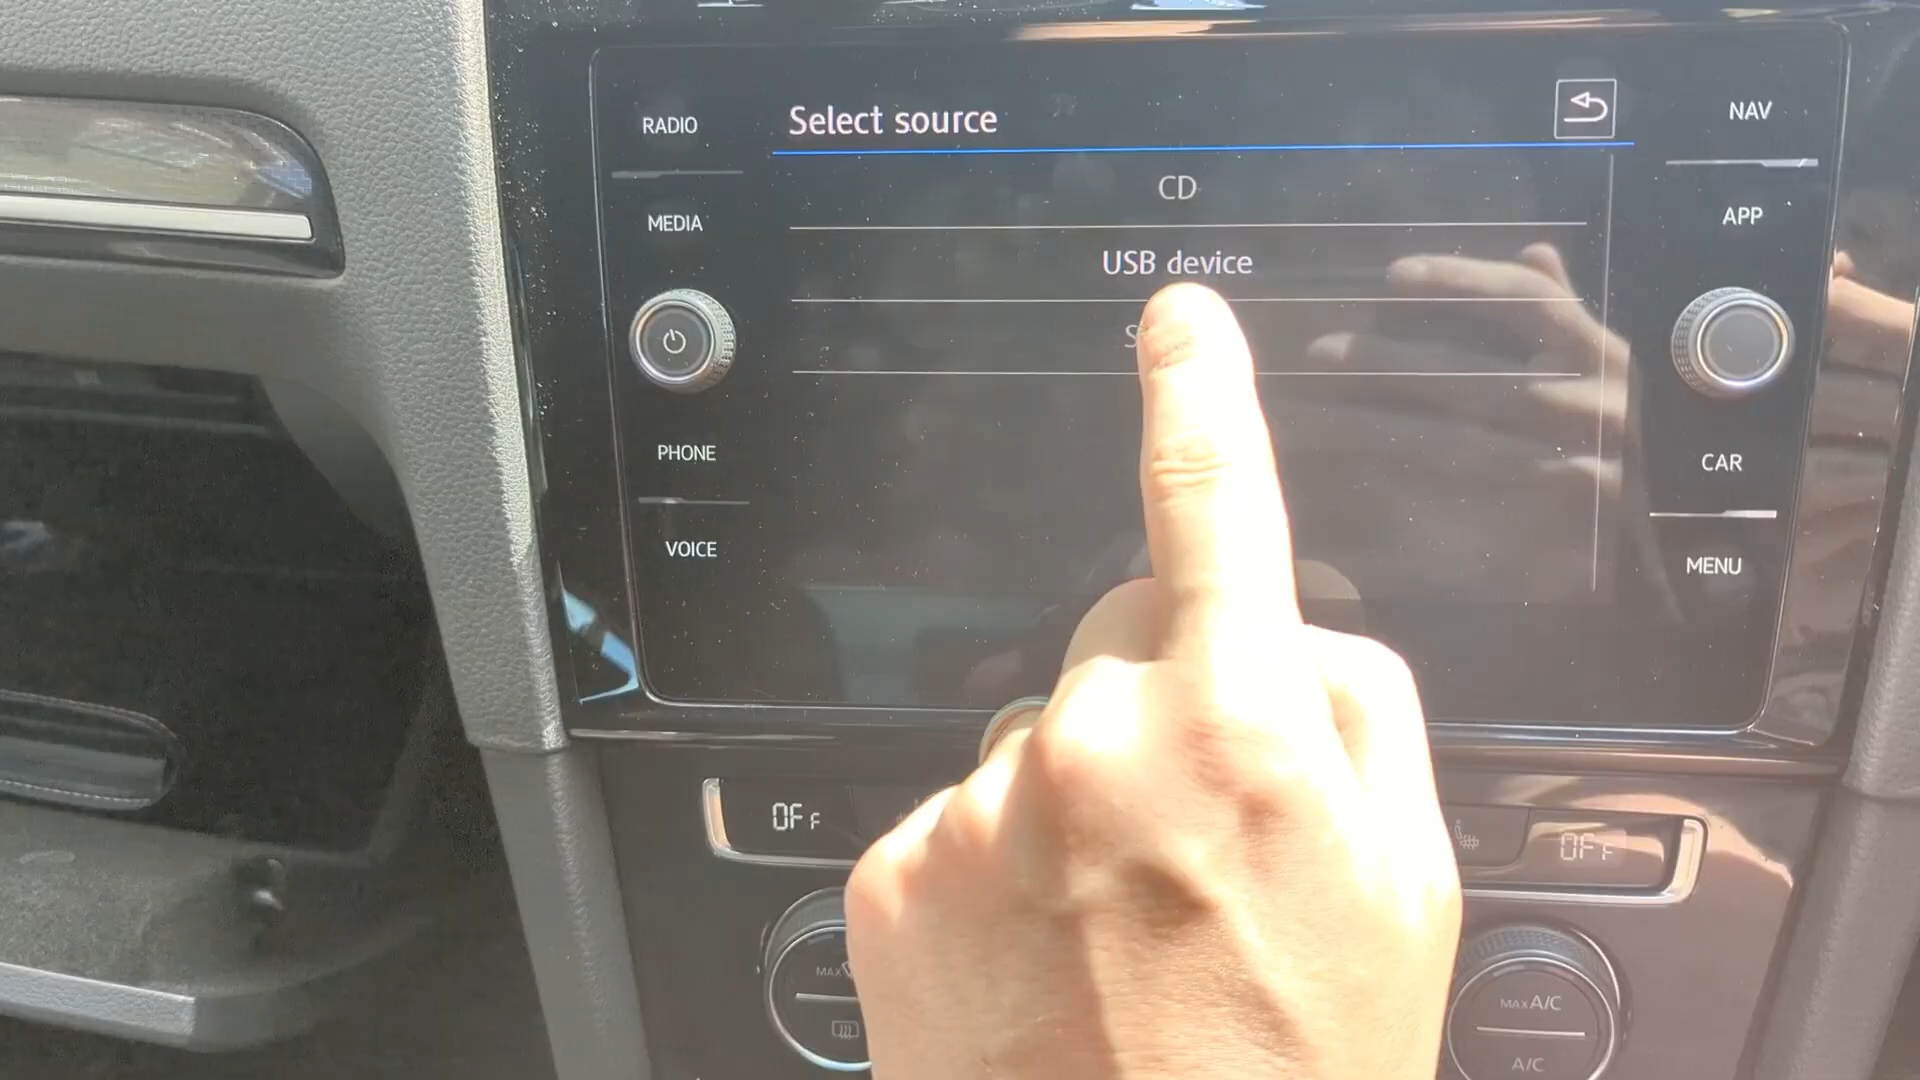 RADIO
MEDIA
PHONE
VOICE
Select source
CD
USB device
NAV
APP
CAR
MENU
OFF
OFF
MAX
MAX A/C
A/C